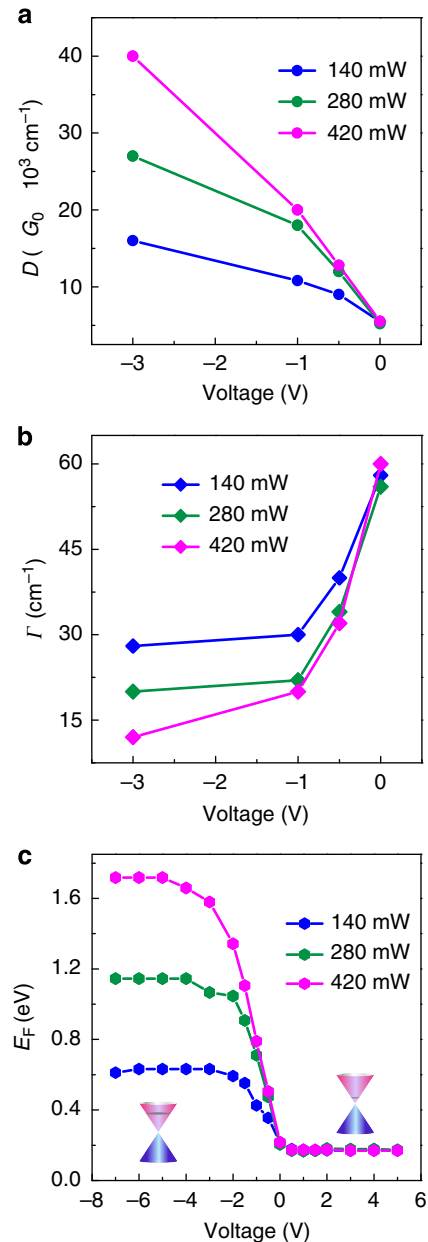 a
40
30
20
10
D ( G0 10³ cm⁻¹)
140 mW
280 mW
420 mW
−3 −2 −1 0
Voltage (V)
b
60
45
30
15
Γ (cm⁻¹)
140 mW
280 mW
420 mW
−3 −2 −1 0
Voltage (V)
c
1.6
1.2
0.8
0.4
0.0
EF (eV)
140 mW
280 mW
420 mW
−8 −6 −4 −2 0 2 4 6
Voltage (V)